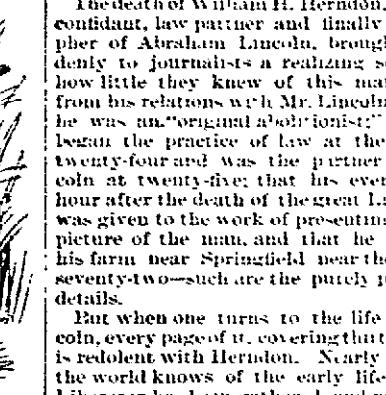 The death of William H. Herndon,
confidant, law partner and finally
pher of Abraham Lincoln, brough
denly to journalists a realizing s
how little they knew of this ma
from his relations with Mr. Lincoln
he was an "original abolitionist;"
began the practice of law at the
twenty-four and was the partner
coln at twenty-five; that his ever
hour after the death of the great L
was given to the work of presentin
picture of the man, and that he
his farm near Springfield near the
seventy-two—such are the purely
details.
But when one turns to the life
coln, every page of it, covering
is redolent with Herndon. Nearly
the world knows of the early life